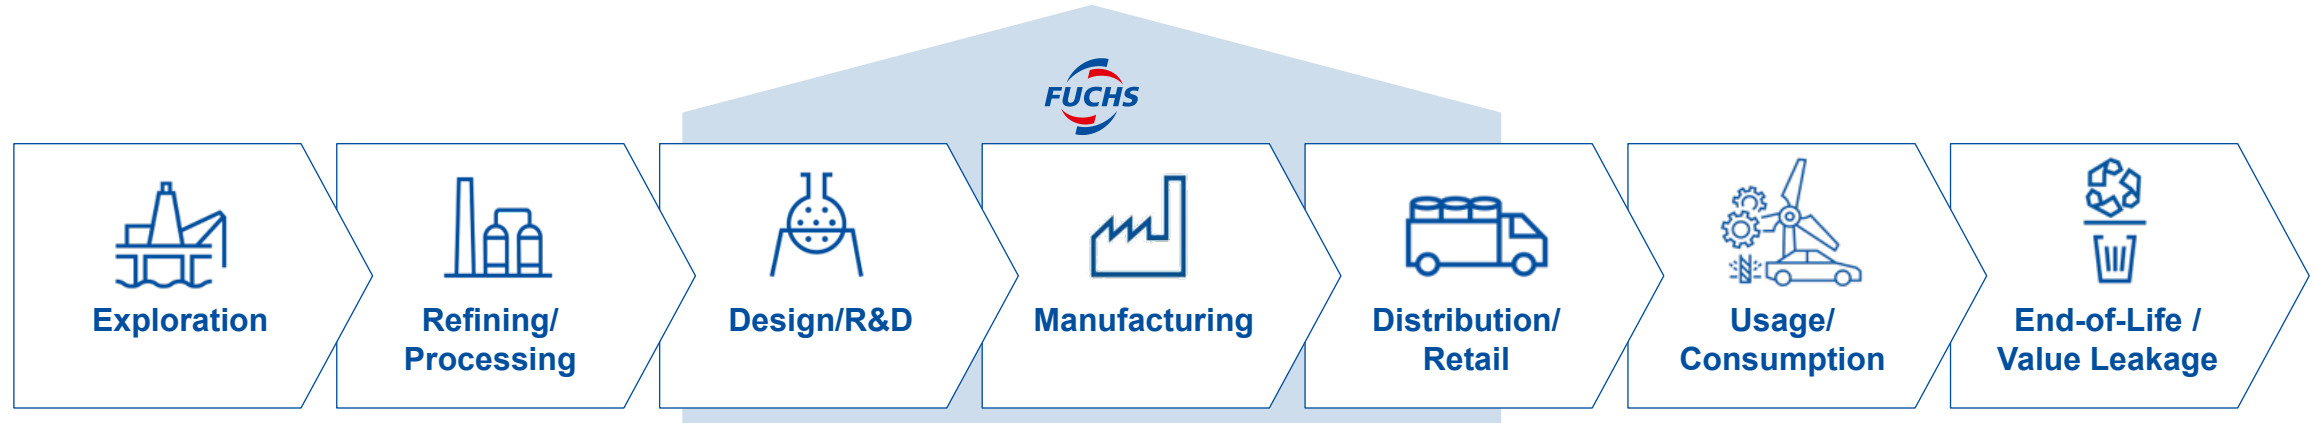 FUCHS
Exploration
Refining/
Processing
Design/R&D
Manufacturing
Distribution/
Retail
Usage/
Consumption
End-of-Life /
Value Leakage